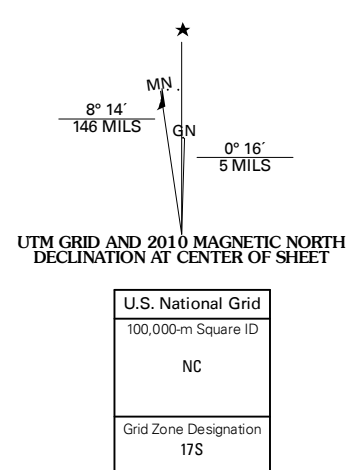 ★
MN
8° 14´
146 MILS
GN
0° 16´
5 MILS
UTM GRID AND 2010 MAGNETIC NORTH
DECLINATION AT CENTER OF SHEET
U.S. National Grid
100,000-m Square ID
NC
Grid Zone Designation
17S